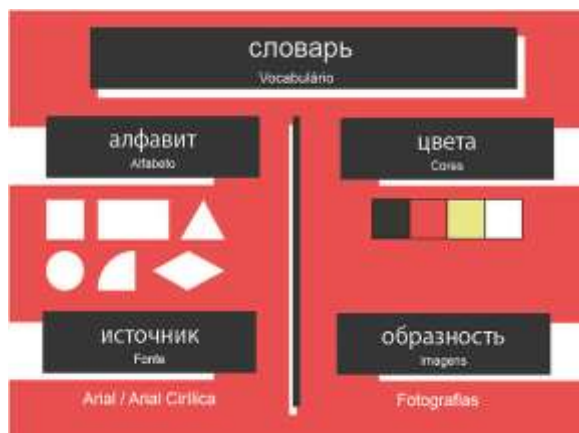 словарь
Vocabulário
алфавит
Alfabeto
цвета
Cores
источник
Fonte
Arial / Arial Cirílica
образность
Imagens
Fotografias